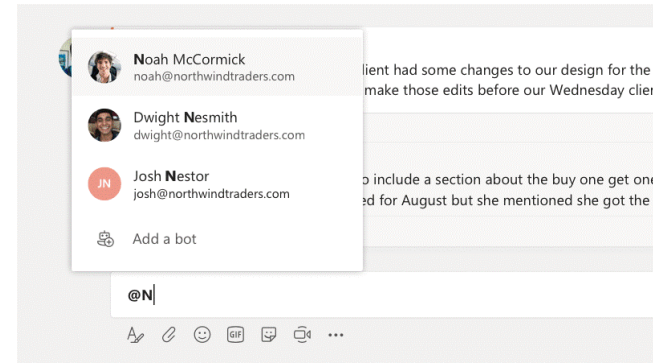 Noah McCormick
noah@northwindtraders.com
lient had some changes to our design for the
make those edits before our Wednesday clien
Dwight Nesmith
dwight@northwindtraders.com
JN
Josh Nestor
josh@northwindtraders.com
o include a section about the buy one get one
ed for August but she mentioned she got the
Add a bot
@N
GIF